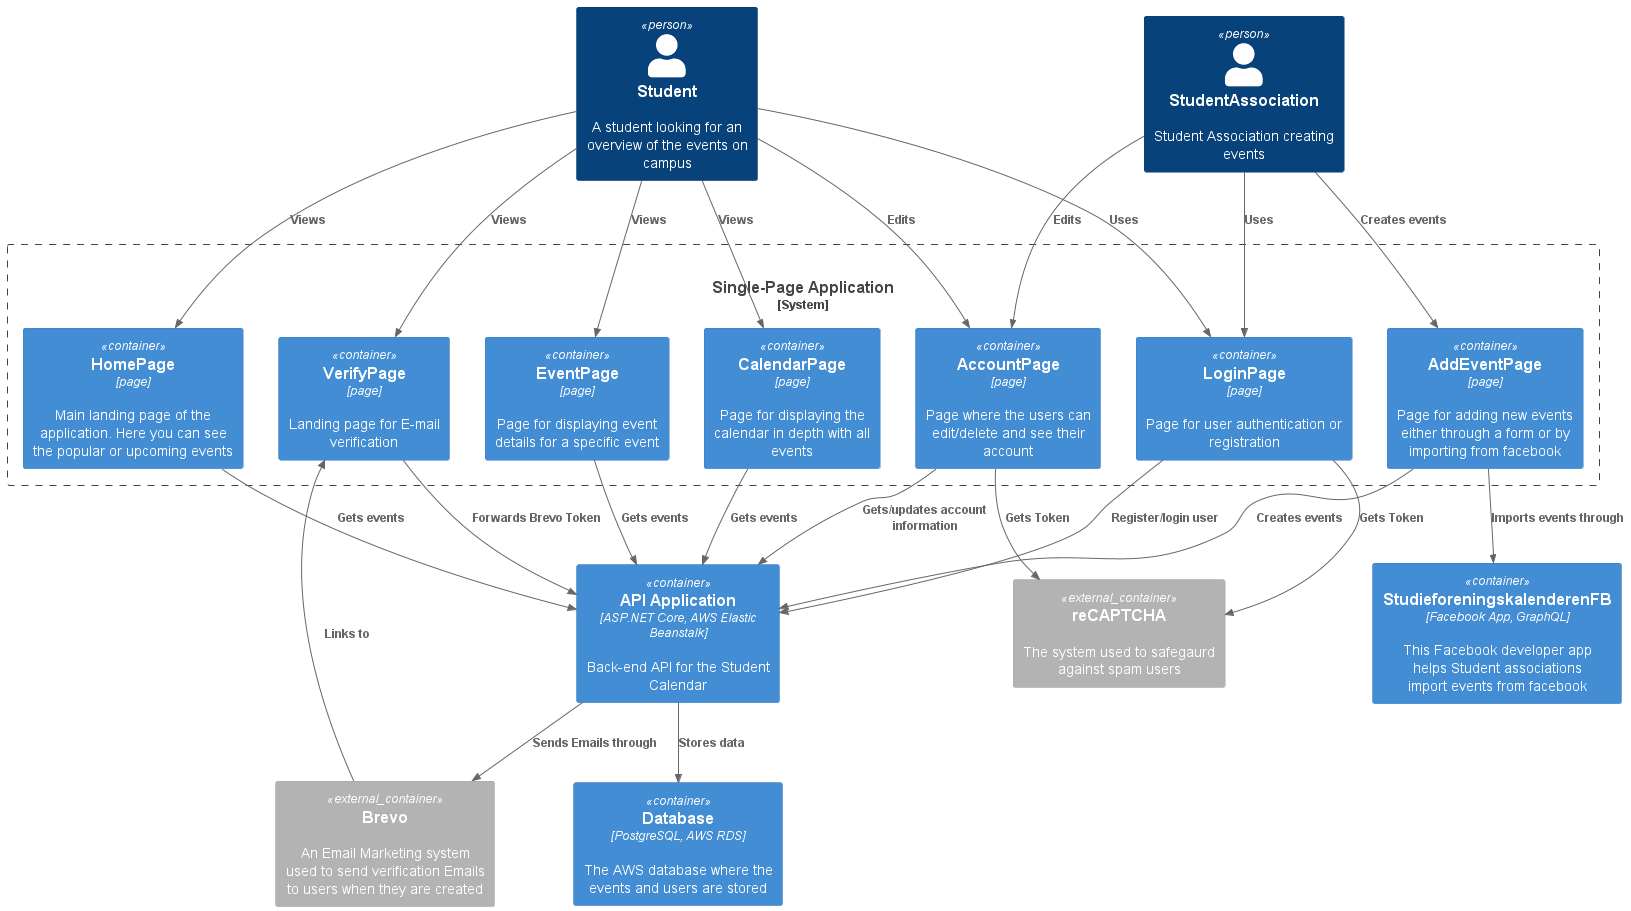 «person»
Student
A student looking for an
overview of the events on
campus
«person»
StudentAssociation
Student Association creating
events
Views
Views
Views
Views
Edits
Edits
Uses
Uses
Creates events
Single-Page Application
[System]
«container»
HomePage
[page]
Main landing page of the
application. Here you can see
the popular or upcoming events
«container»
VerifyPage
[page]
Landing page for E-mail
verification
«container»
EventPage
[page]
Page for displaying event
details for a specific event
«container»
CalendarPage
[page]
Page for displaying the
calendar in depth with all
events
«container»
AccountPage
[page]
Page where the users can
edit/delete and see their
account
«container»
LoginPage
[page]
Page for user authentication or
registration
«container»
AddEventPage
[page]
Page for adding new events
either through a form or by
importing from facebook
Gets events
Forwards Brevo Token
Gets events
Gets events
Gets/updates account
information
Gets Token
Register/login user
Creates events
Gets Token
Imports events through
«container»
API Application
[ASP.NET Core, AWS Elastic
Beanstalk]
Back-end API for the Student
Calendar
«external_container»
reCAPTCHA
The system used to safegaurd
against spam users
«container»
StudieforeningskalenderenFB
[Facebook App, GraphQL]
This Facebook developer app
helps Student associations
import events from facebook
Links to
Sends Emails through
Stores data
«external_container»
Brevo
An Email Marketing system
used to send verification Emails
to users when they are created
«container»
Database
[PostgreSQL, AWS RDS]
The AWS database where the
events and users are stored